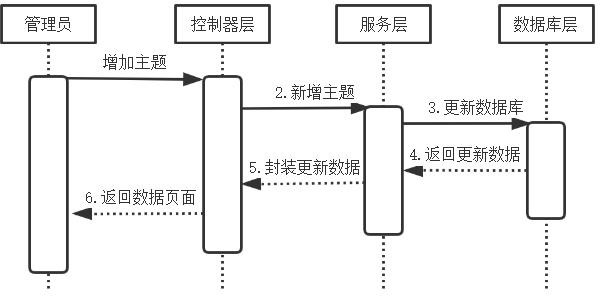 管理员
控制器层
服务层
数据库层
增加主题
2.新增主题
3.更新数据库
4.返回更新数据
5.封装更新数据
6.返回数据页面